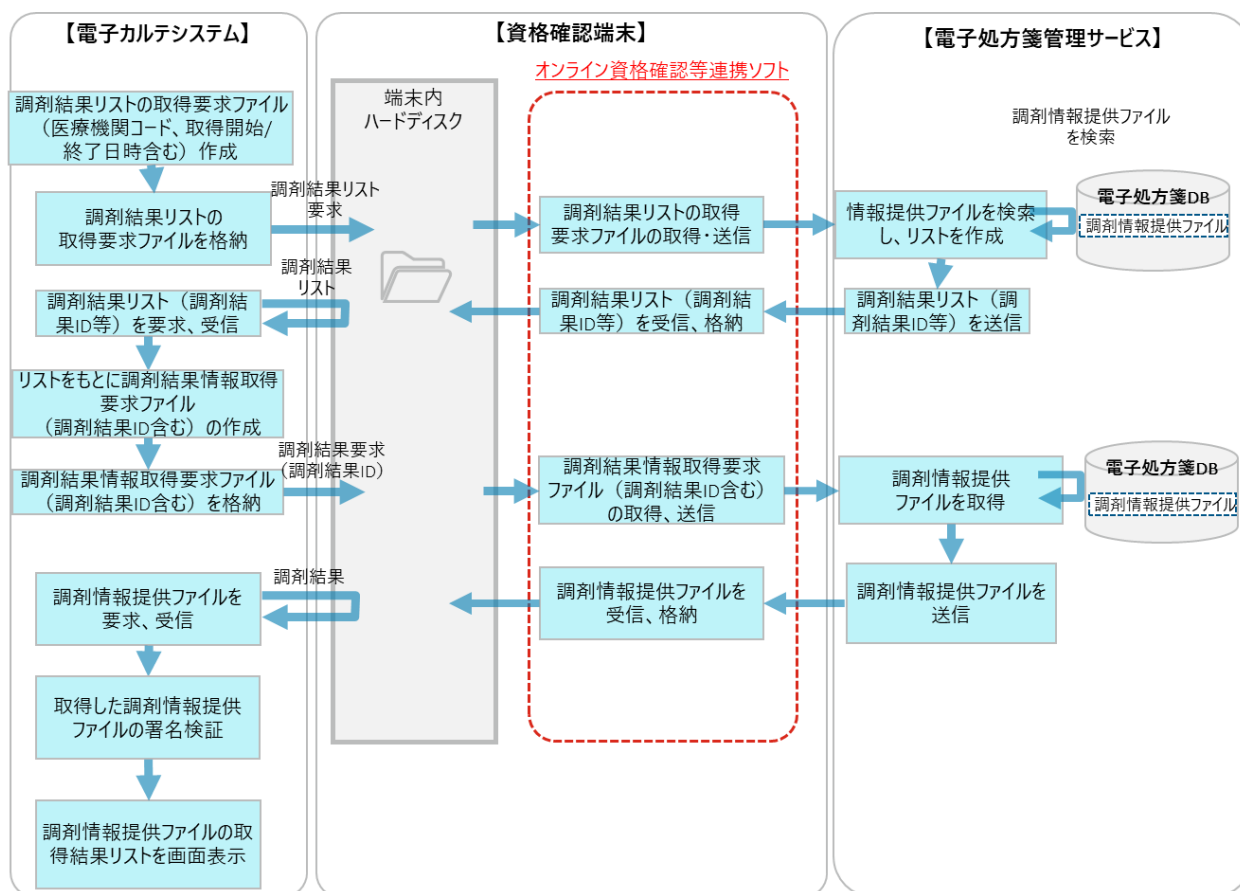 【電子カルテシステム】
【資格確認端末】
【電子処方箋管理サービス】
オンライン資格確認等連携ソフト
端末内
ハードディスク
調剤結果リストの取得要求ファイル
（医療機関コード、取得開始/
終了日時含む）作成
調剤情報提供ファイル
を検索
調剤結果リストの
取得要求ファイルを格納
調剤結果リスト
要求
調剤結果リストの取得
要求ファイルの取得・送信
情報提供ファイルを検索
し、リストを作成
電子処方箋DB
調剤情報提供ファイル
調剤結果リスト（調剤結
果ID等）を要求、受信
調剤結果
リスト
調剤結果リスト（調剤結
果ID等）を受信、格納
調剤結果リスト（調
剤結果ID等）を送信
リストをもとに調剤結果情報取得
要求ファイル
（調剤結果ID含む）の作成
調剤結果情報取得要求ファイル
（調剤結果ID含む）を格納
調剤結果要求
（調剤結果ID）
調剤結果情報取得要求
ファイル（調剤結果ID含む）
の取得、送信
調剤情報提供
ファイルを取得
電子処方箋DB
調剤情報提供ファイル
調剤情報提供ファイルを
要求、受信
調剤結果
調剤情報提供ファイルを
受信、格納
調剤情報提供ファイルを
送信
取得した調剤情報提供
ファイルの署名検証
調剤情報提供ファイルの取
得結果リストを画面表示